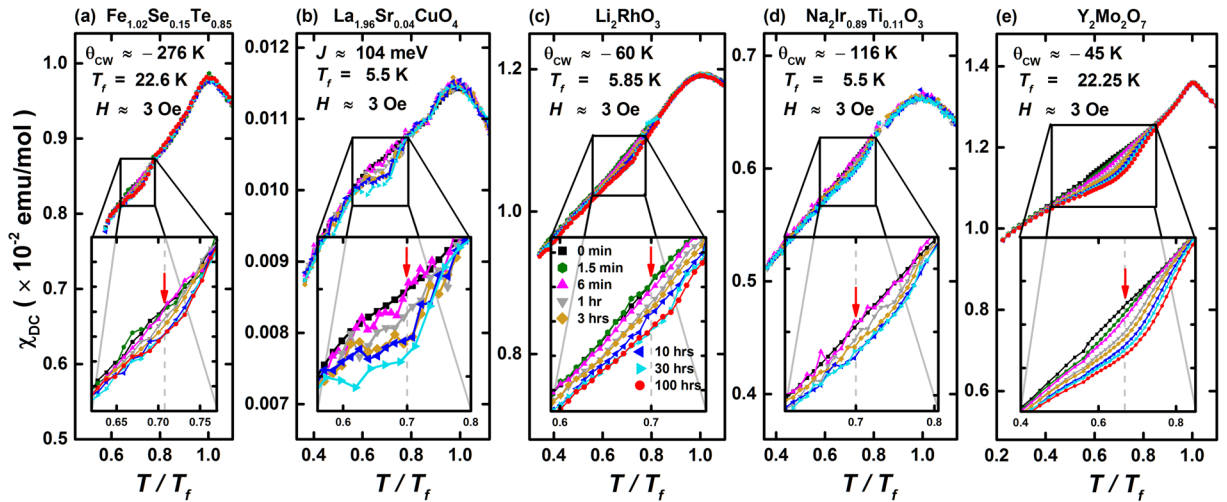 (a) Fe1.02Se0.15Te0.85
θCW ≈ − 276 K
Tf = 22.6 K
H ≈ 3 Oe
1.0
0.9
0.8
0.7
0.6
0.5
0.65
0.70
0.75
0.8
1.0
T / Tf
χDC ( × 10⁻² emu/mol)
(b) La1.96Sr0.04CuO4
J ≈ 104 meV
Tf = 5.5 K
H ≈ 3 Oe
0.012
0.011
0.010
0.009
0.008
0.007
0.6
0.7
0.8
0.4
0.6
0.8
1.0
T / Tf
(c) Li2RhO3
θCW ≈ − 60 K
Tf = 5.85 K
H ≈ 3 Oe
1.2
1.0
0.8
0 min
1.5 min
6 min
1 hr
3 hrs
10 hrs
30 hrs
100 hrs
0.6
0.7
0.8
0.4
0.6
0.8
1.0
T / Tf
(d) Na2Ir0.89Ti0.11O3
θCW ≈ − 116 K
Tf = 5.5 K
H ≈ 3 Oe
0.7
0.6
0.5
0.4
0.7
0.8
0.4
0.6
0.8
1.0
T / Tf
(e) Y2Mo2O7
θCW ≈ − 45 K
Tf = 22.25 K
H ≈ 3 Oe
1.4
1.2
1.0
0.8
0.6
0.4
0.6
0.8
0.2
0.4
0.6
0.8
1.0
T / Tf